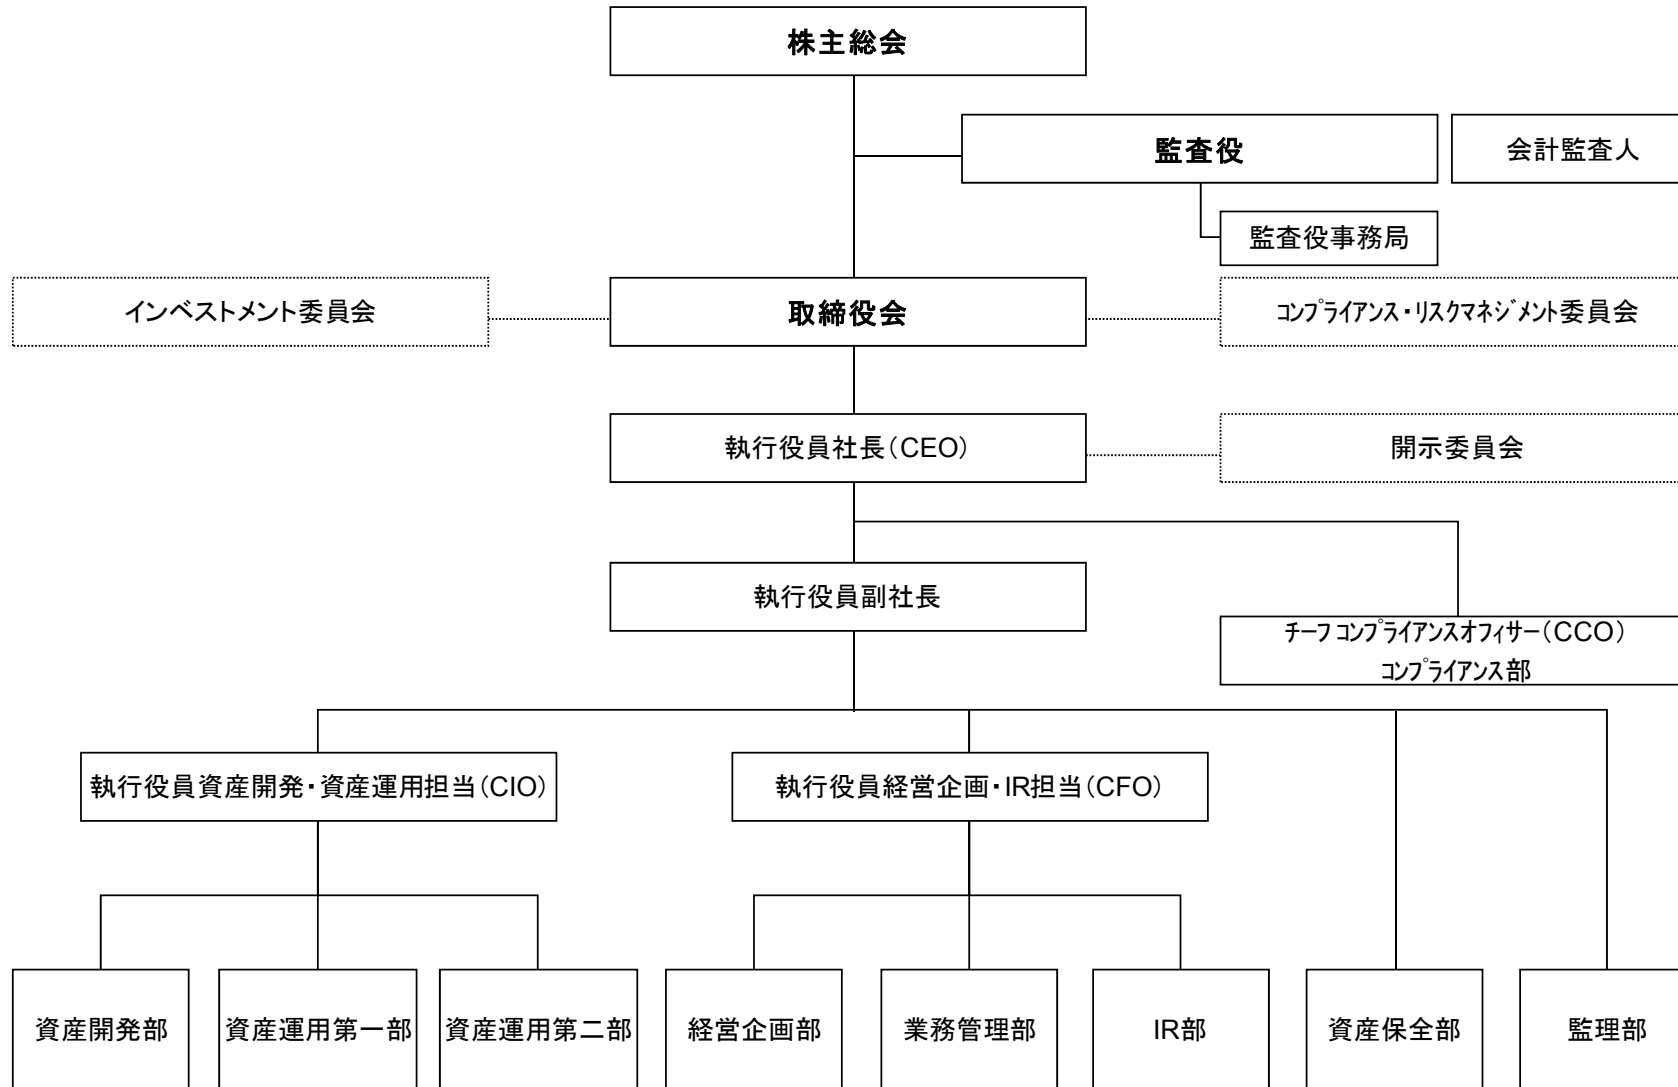 株主総会
監査役
会計監査人
監査役事務局
インベストメント委員会
取締役会
コンプライアンス・リスクマネジメント委員会
執行役員社長(CEO)
開示委員会
執行役員副社長
チーフコンプライアンスオフィサー(CCO)
コンプライアンス部
執行役員資産開発・資産運用担当(CIO)
執行役員経営企画・IR担当(CFO)
資産開発部
資産運用第一部
資産運用第二部
経営企画部
業務管理部
IR部
資産保全部
監理部